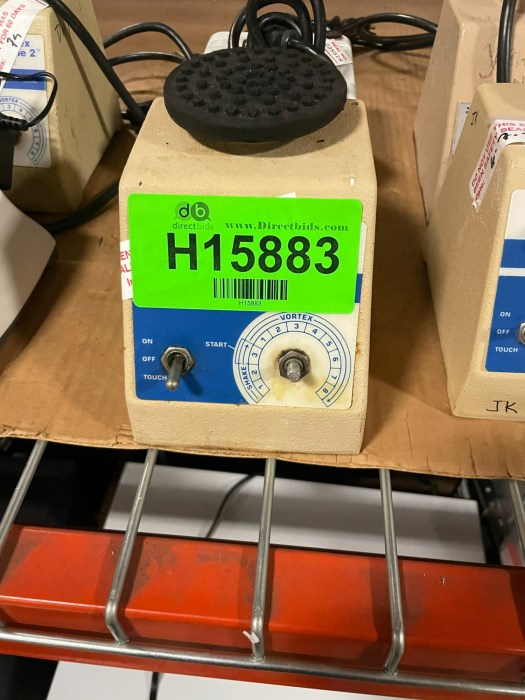 db
directbids
www.Directbids.com
H15883
H15883
ON
OFF
TOUCH
START
VORTEX
1 2 3 4 5 6 7 8
SHAKE
1 2 3
ON
OFF
TOUCH
JK